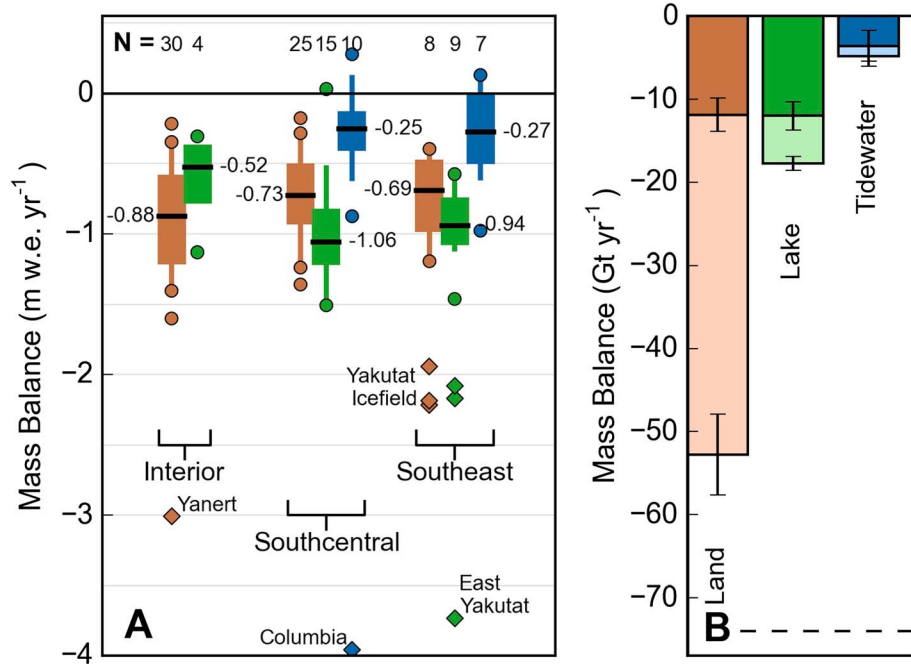 N = 30 4 25 15 10 8 9 7
0
−1
−2
−3
−4
Mass Balance (m w.e. yr⁻¹)
-0.88
-0.52
-0.73
-1.06
-0.25
-0.69
-0.94
-0.27
Yakutat
Icefield
Interior
Southeast
Yanert
Southcentral
East
Yakutat
Columbia
A
0
−10
−20
−30
−40
−50
−60
−70
Mass Balance (Gt yr⁻¹)
Land
Lake
Tidewater
B